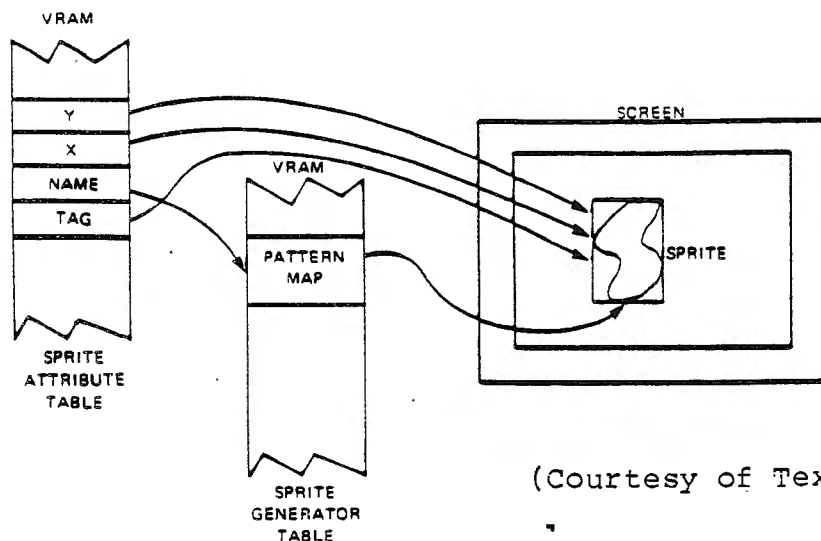 VRAM
Y
X
NAME
TAG
SPRITE
ATTRIBUTE
TABLE
VRAM
PATTERN
MAP
SPRITE
GENERATOR
TABLE
SCREEN
SPRITE
(Courtesy of Tex